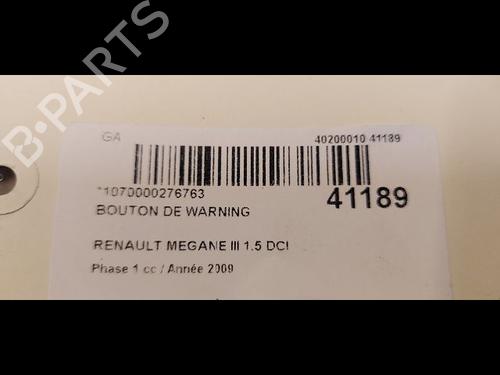 B-PARTS
GA
40200010 41189
*1070000276763
41189
BOUTON DE WARNING
RENAULT MEGANE III 1.5 DCI
Phase 1 cc / Année 2009